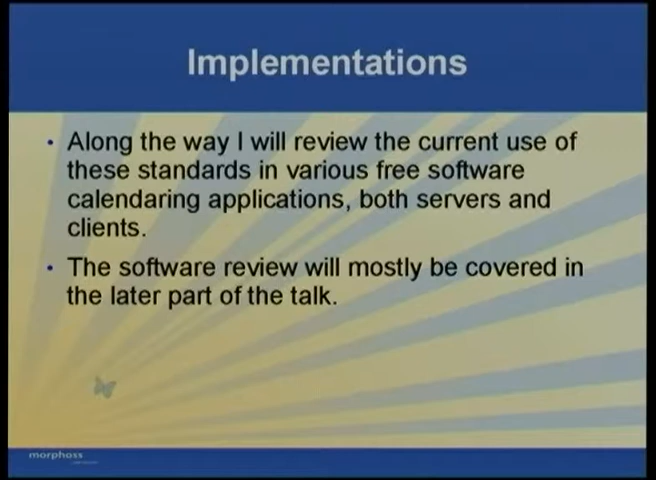 Implementations
• Along the way I will review the current use of
these standards in various free software
calendaring applications, both servers and
clients.
• The software review will mostly be covered in
the later part of the talk.
morphoss